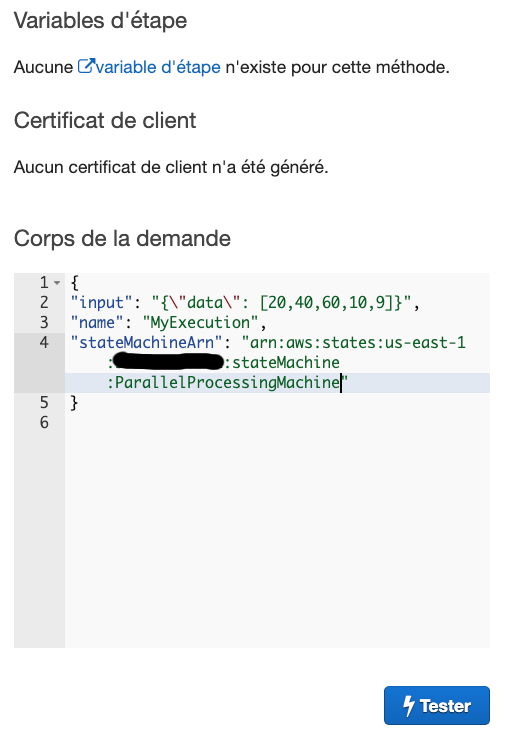 Variables d'étape
Aucune variable d'étape n'existe pour cette méthode.
Certificat de client
Aucun certificat de client n'a été généré.
Corps de la demande
1 {
2 "input": "{\"data\": [20,40,60,10,9]}",
3 "name": "MyExecution",
4 "stateMachineArn": "arn:aws:states:us-east-1
: :stateMachine
:ParallelProcessingMachine"
5 }
6
Tester